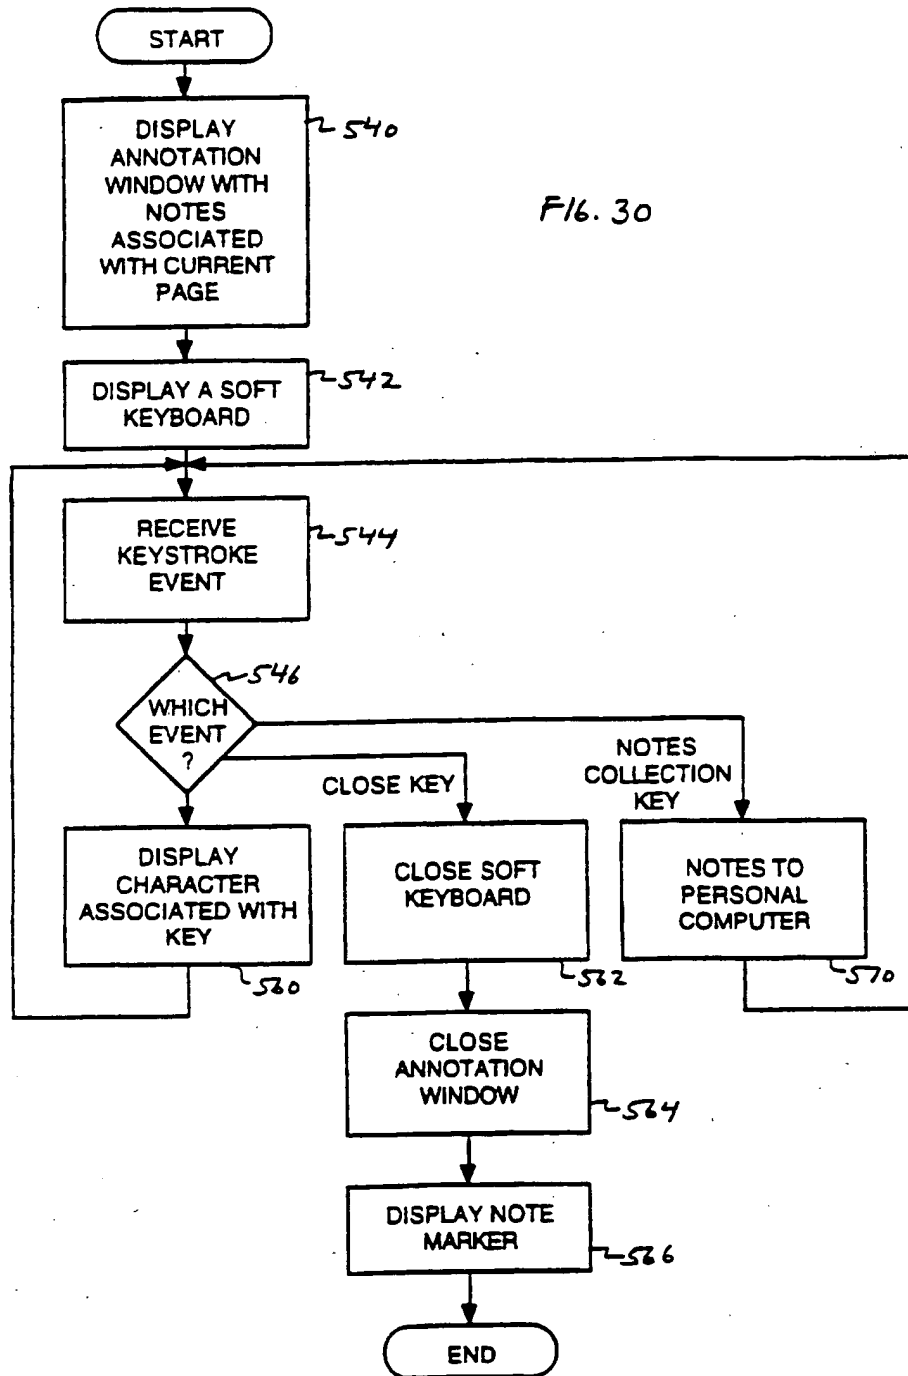 START
DISPLAY
ANNOTATION
WINDOW WITH
NOTES
ASSOCIATED
WITH CURRENT
PAGE
540
FIG. 30
DISPLAY A SOFT
KEYBOARD
542
RECEIVE
KEYSTROKE
EVENT
544
WHICH
EVENT
?
546
CLOSE KEY
NOTES
COLLECTION
KEY
DISPLAY
CHARACTER
ASSOCIATED WITH
KEY
560
CLOSE SOFT
KEYBOARD
562
NOTES TO
PERSONAL
COMPUTER
570
CLOSE
ANNOTATION
WINDOW
564
DISPLAY NOTE
MARKER
566
END